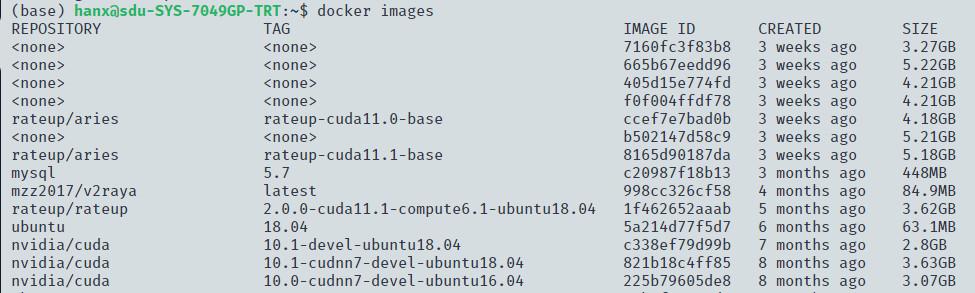 (base) hanx@sdu-SYS-7049GP-TRT:~$ docker images
REPOSITORY TAG IMAGE ID CREATED SIZE
<none> <none> 7160fc3f83b8 3 weeks ago 3.27GB
<none> <none> 665b67eedd96 3 weeks ago 5.22GB
<none> <none> 405d15e774fd 3 weeks ago 4.21GB
<none> <none> f0f004ffdf78 3 weeks ago 4.21GB
rateup/aries rateup-cuda11.0-base ccef7e7bad0b 3 weeks ago 4.18GB
<none> <none> b502147d58c9 3 weeks ago 5.21GB
rateup/aries rateup-cuda11.1-base 8165d90187da 3 weeks ago 5.18GB
mysql 5.7 c20987f18b13 3 months ago 448MB
mzz2017/v2raya latest 998cc326cf58 4 months ago 84.9MB
rateup/rateup 2.0.0-cuda11.1-compute6.1-ubuntu18.04 1f462652aaab 5 months ago 3.62GB
ubuntu 18.04 5a214d77f5d7 6 months ago 63.1MB
nvidia/cuda 10.1-devel-ubuntu18.04 c338ef79d99b 7 months ago 2.8GB
nvidia/cuda 10.1-cudnn7-devel-ubuntu18.04 821b18c4ff85 8 months ago 3.63GB
nvidia/cuda 10.0-cudnn7-devel-ubuntu16.04 225b79605de8 8 months ago 3.07GB